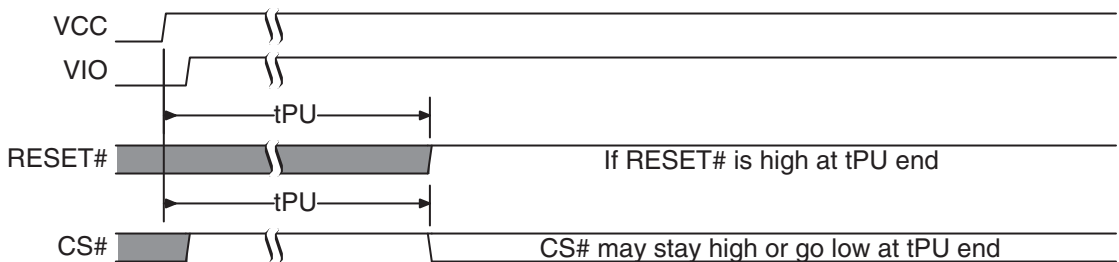 VCC
VIO
tPU
RESET#
If RESET# is high at tPU end
tPU
CS#
CS# may stay high or go low at tPU end